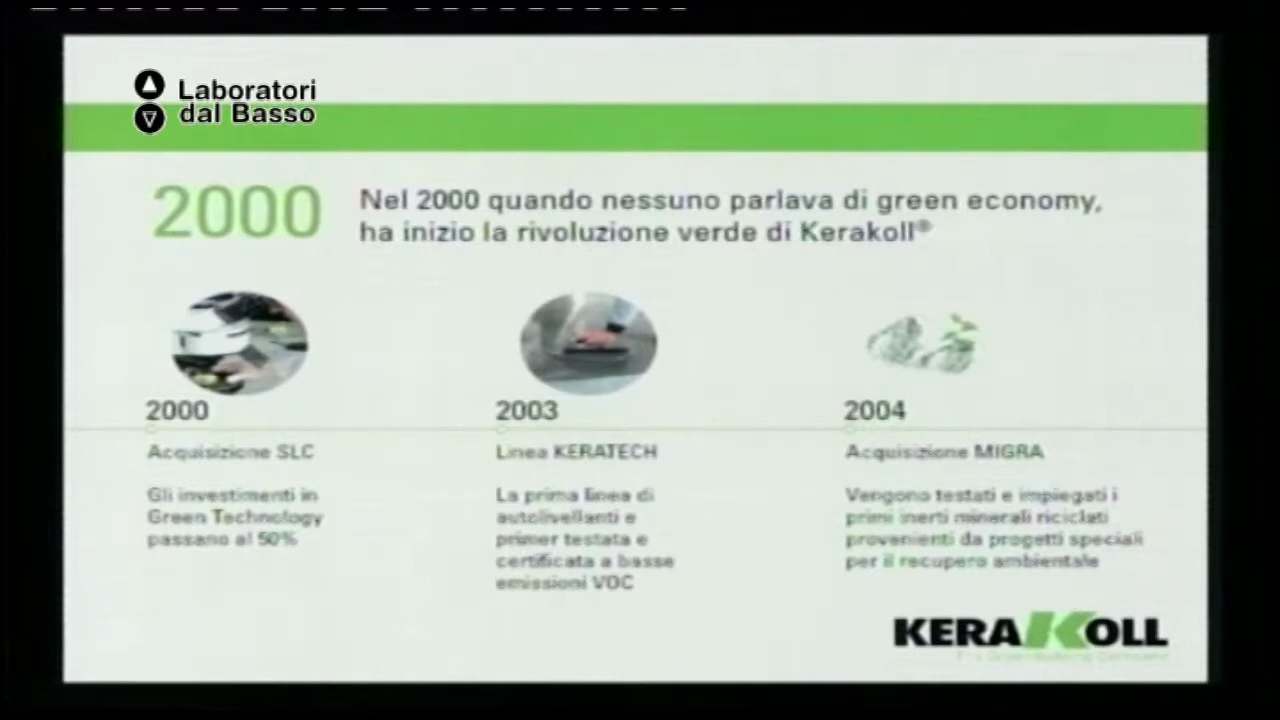 Laboratori
dal Basso
2000
Nel 2000 quando nessuno parlava di green economy,
ha inizio la rivoluzione verde di Kerakoll®
2000
Acquisizione SLC
Gli investimenti in
Green Technology
passano al 50%
2003
Linea KERATECH
La prima linea di
autolivellanti e
primer testata e
certificata a basse
emissioni VOC
2004
Acquisizione MIGRA
Vengono testati e impiegati i
primi inerti minerali riciclati
provenienti da progetti speciali
per il recupero ambientale
KERAKOLL